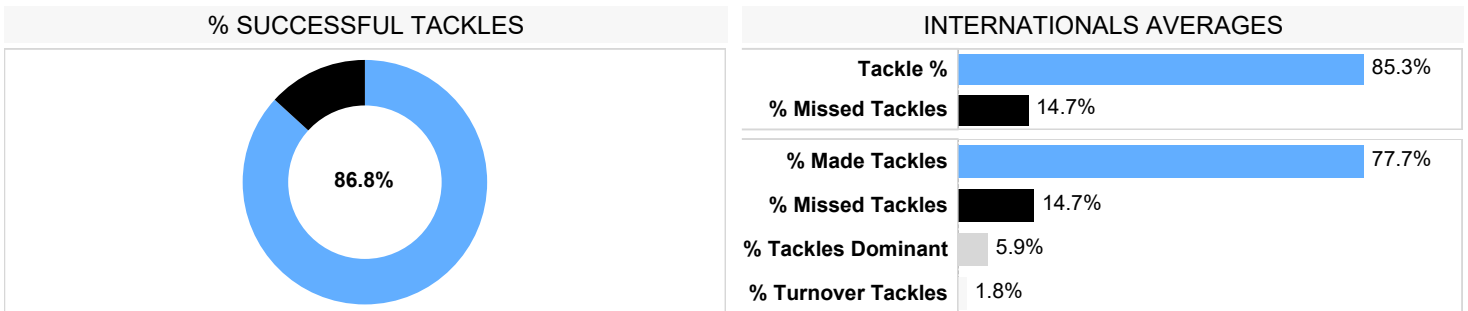 % SUCCESSFUL TACKLES
86.8%
INTERNATIONALS AVERAGES
Tackle % 85.3%
% Missed Tackles 14.7%
% Made Tackles 77.7%
% Missed Tackles 14.7%
% Tackles Dominant 5.9%
% Turnover Tackles 1.8%